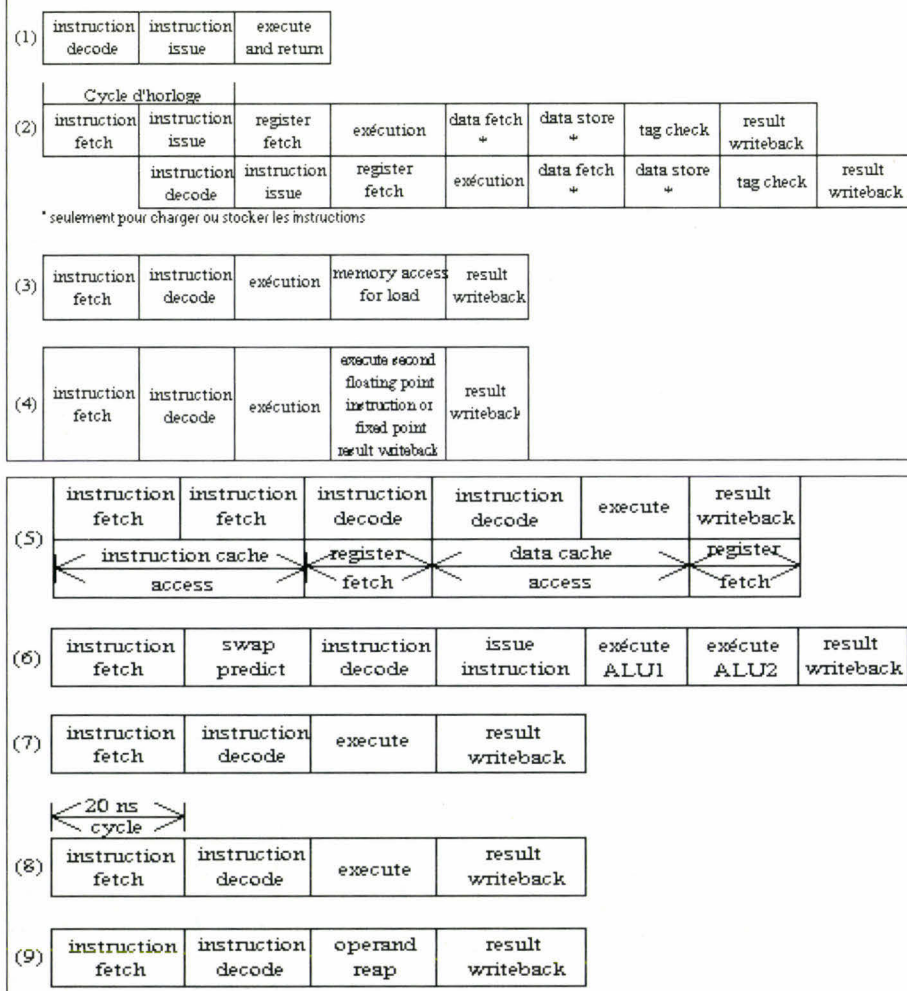 (1)
instruction decode
instruction issue
execute and return
Cycle d'horloge
(2)
instruction fetch
instruction issue
register fetch
exécution
data fetch *
data store *
tag check
result writeback
instruction decode
instruction issue
register fetch
exécution
data fetch *
data store *
tag check
result writeback
* seulement pour charger ou stocker les instructions
(3)
instruction fetch
instruction decode
exécution
memory access for load
result writeback
(4)
instruction fetch
instruction decode
exécution
execute second floating point instruction or fixed point result writeback
result writeback
(5)
instruction fetch
instruction fetch
instruction decode
instruction decode
execute
result writeback
instruction cache access
register fetch
data cache access
register fetch
(6)
instruction fetch
swap predict
instruction decode
issue instruction
exécute ALU1
exécute ALU2
result writeback
(7)
instruction fetch
instruction decode
execute
result writeback
20 ns cycle
(8)
instruction fetch
instruction decode
execute
result writeback
(9)
instruction fetch
instruction decode
operand reap
result writeback